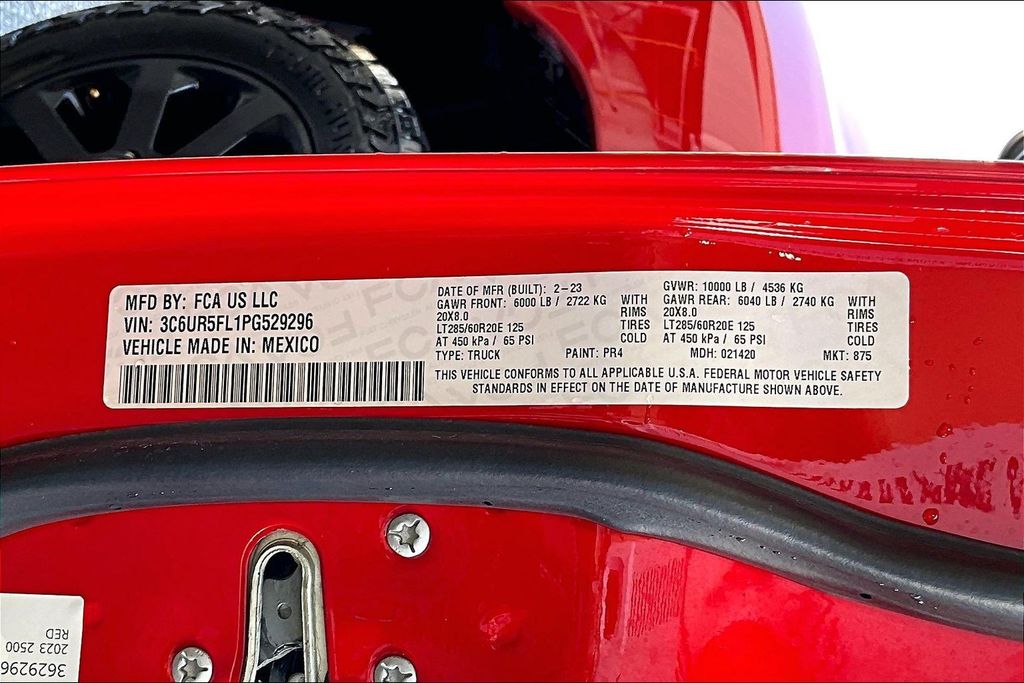 MFD BY: FCA US LLC
VIN: 3C6UR5FL1PG529296
VEHICLE MADE IN: MEXICO
DATE OF MFR (BUILT): 2-23
GAWR FRONT: 6000 LB / 2722 KG WITH
20X8.0 RIMS
LT285/60R20E 125 TIRES
AT 450 kPa / 65 PSI COLD
TYPE: TRUCK PAINT: PR4
GVWR: 10000 LB / 4536 KG
GAWR REAR: 6040 LB / 2740 KG WITH
20X8.0 RIMS
LT285/60R20E 125 TIRES
AT 450 kPa / 65 PSI COLD
MDH: 021420 MKT: 875
THIS VEHICLE CONFORMS TO ALL APPLICABLE U.S.A. FEDERAL MOTOR VEHICLE SAFETY
STANDARDS IN EFFECT ON THE DATE OF MANUFACTURE SHOWN ABOVE.
3629296
2023 2500
RED